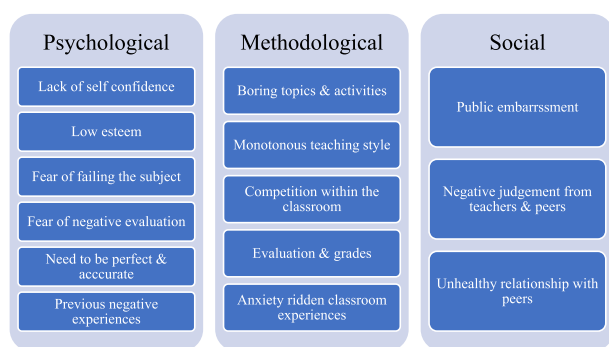 Psychological
Lack of self confidence
Low esteem
Fear of failing the subject
Fear of negative evaluation
Need to be perfect &
acccurate
Previous negative
experiences
Methodological
Boring topics & activities
Monotonous teaching style
Competition within the
classroom
Evaluation & grades
Anxiety ridden classroom
experiences
Social
Public embarrssment
Negative judgement from
teachers & peers
Unhealthy relationship with
peers